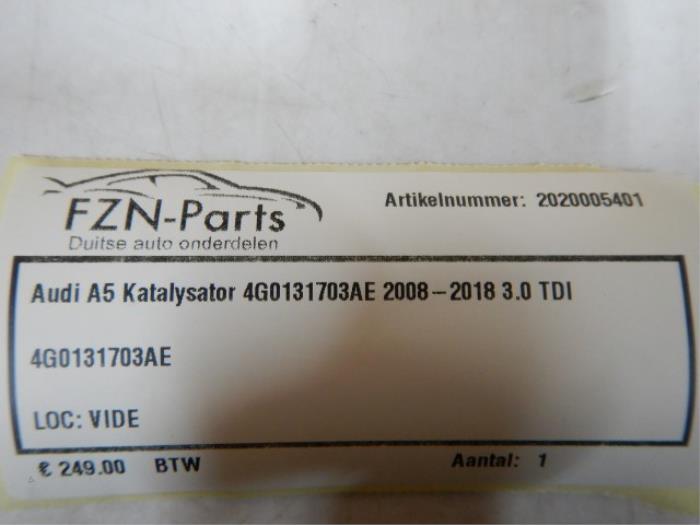 FZN-Parts
Duitse auto onderdelen
Artikelnummer: 2020005401
Audi A5 Katalysator 4G0131703AE 2008-2018 3.0 TDI
4G0131703AE
LOC: VIDE
€ 249.00 BTW Aantal: 1